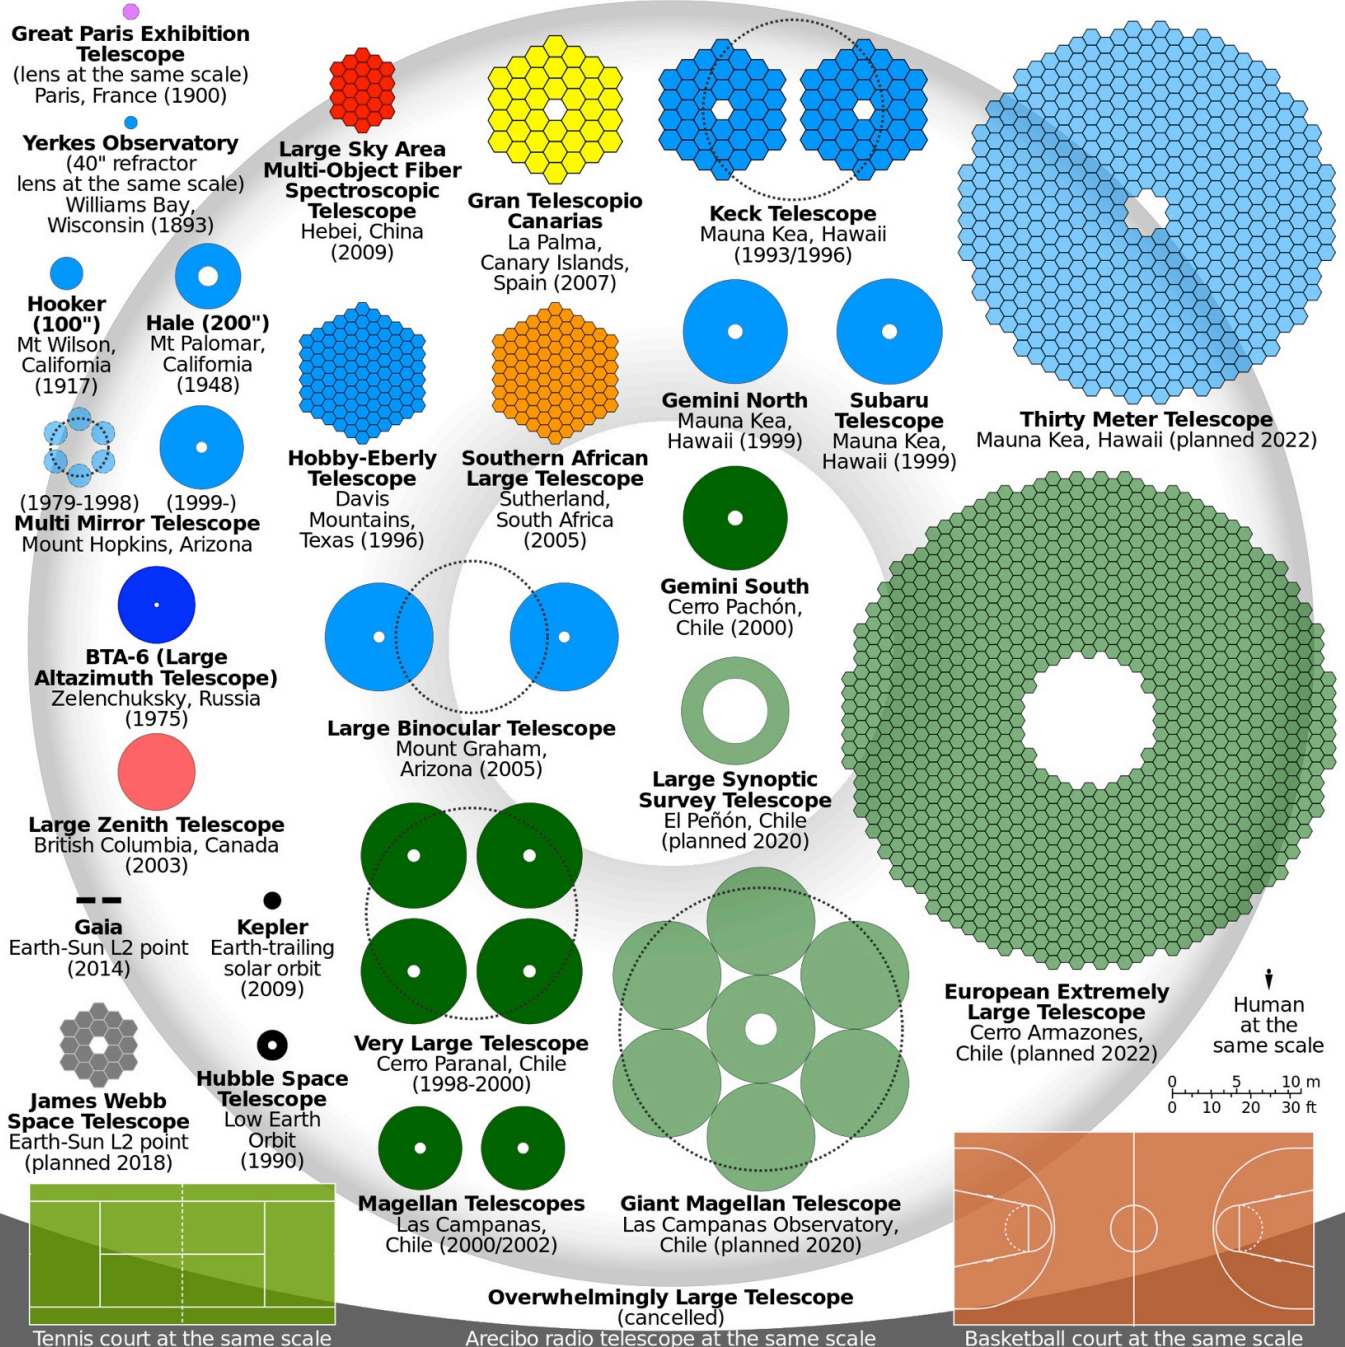 Great Paris Exhibition
Telescope
(lens at the same scale)
Paris, France (1900)
Yerkes Observatory
(40" refractor
lens at the same scale)
Williams Bay,
Wisconsin (1893)
Hooker
(100")
Mt Wilson,
California
(1917)
Hale (200")
Mt Palomar,
California
(1948)
(1979-1998)
(1999-)
Multi Mirror Telescope
Mount Hopkins, Arizona
BTA-6 (Large
Altazimuth Telescope)
Zelenchuksky, Russia
(1975)
Large Zenith Telescope
British Columbia, Canada
(2003)
Gaia
Earth-Sun L2 point
(2014)
Kepler
Earth-trailing
solar orbit
(2009)
James Webb
Space Telescope
Earth-Sun L2 point
(planned 2018)
Hubble Space
Telescope
Low Earth
Orbit
(1990)
Large Sky Area
Multi-Object Fiber
Spectroscopic
Telescope
Hebei, China
(2009)
Gran Telescopio
Canarias
La Palma,
Canary Islands,
Spain (2007)
Keck Telescope
Mauna Kea, Hawaii
(1993/1996)
Hobby-Eberly
Telescope
Davis
Mountains,
Texas (1996)
Southern African
Large Telescope
Sutherland,
South Africa
(2005)
Gemini North
Mauna Kea,
Hawaii (1999)
Subaru
Telescope
Mauna Kea,
Hawaii (1999)
Thirty Meter Telescope
Mauna Kea, Hawaii (planned 2022)
Gemini South
Cerro Pachón,
Chile (2000)
Large Binocular Telescope
Mount Graham,
Arizona (2005)
Large Synoptic
Survey Telescope
El Peñón, Chile
(planned 2020)
Very Large Telescope
Cerro Paranal, Chile
(1998-2000)
Magellan Telescopes
Las Campanas,
Chile (2000/2002)
Giant Magellan Telescope
Las Campanas Observatory,
Chile (planned 2020)
European Extremely
Large Telescope
Cerro Armazones,
Chile (planned 2022)
Human
at the
same scale
0 5 10 m
0 10 20 30 ft
Overwhelmingly Large Telescope
(cancelled)
Tennis court at the same scale
Arecibo radio telescope at the same scale
Basketball court at the same scale